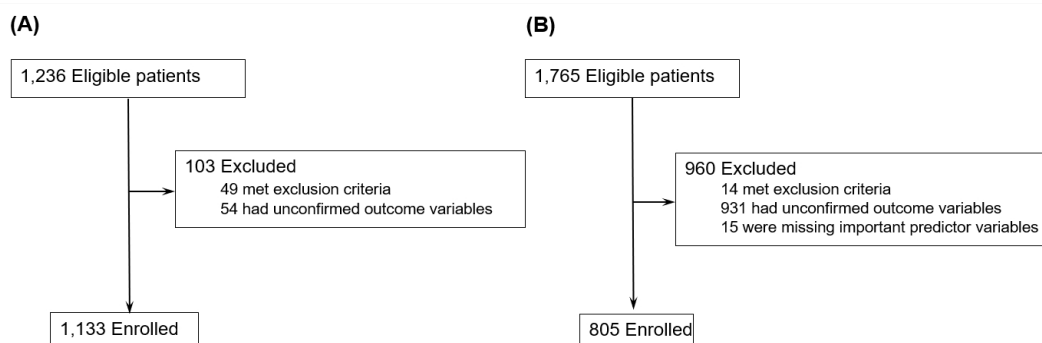 (A)
1,236 Eligible patients
103 Excluded
49 met exclusion criteria
54 had unconfirmed outcome variables
1,133 Enrolled
(B)
1,765 Eligible patients
960 Excluded
14 met exclusion criteria
931 had unconfirmed outcome variables
15 were missing important predictor variables
805 Enrolled